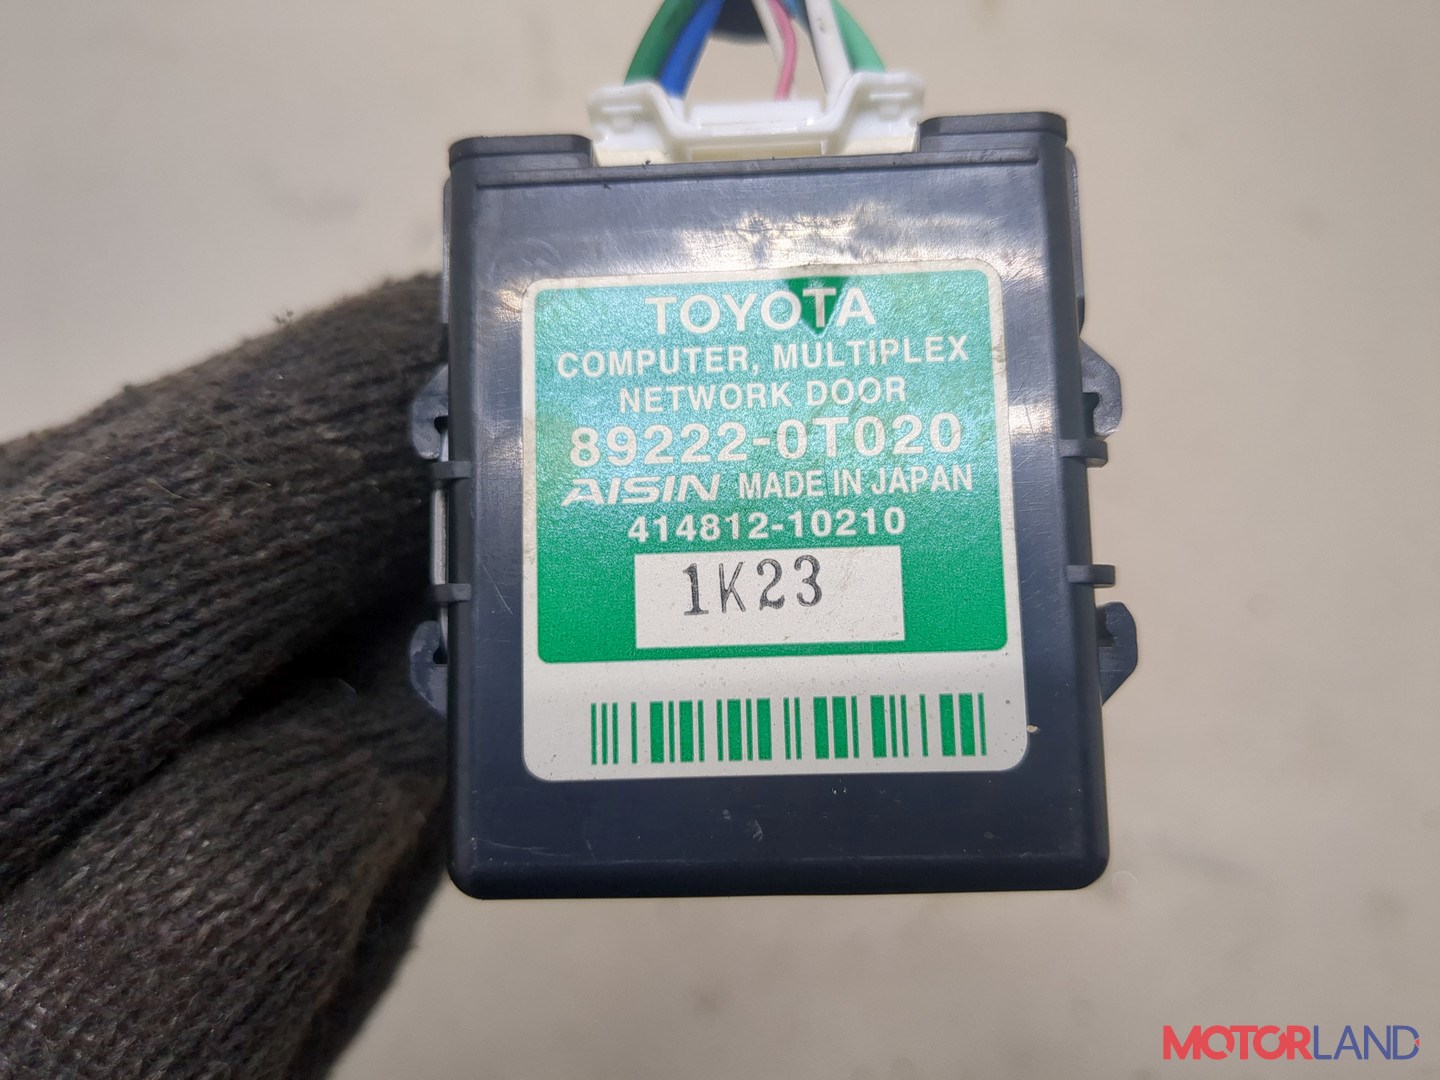 TOYOTA
COMPUTER, MULTIPLEX
NETWORK DOOR
89222-0T020
AISIN MADE IN JAPAN
414812-10210
1K23
MOTORLAND